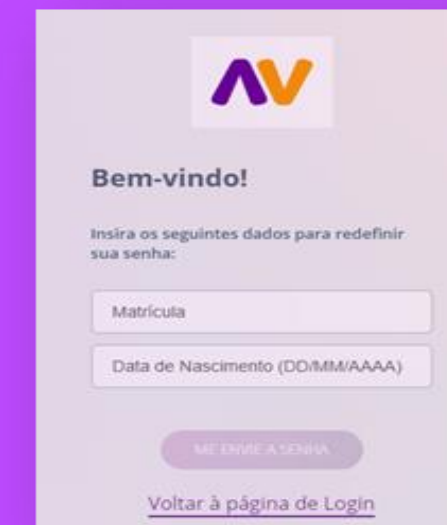 AV
Bem-vindo!
Insira os seguintes dados para redefinir
sua senha:
Matrícula
Data de Nascimento (DD/MM/AAAA)
ME ENVIE A SENHA
Voltar à página de Login